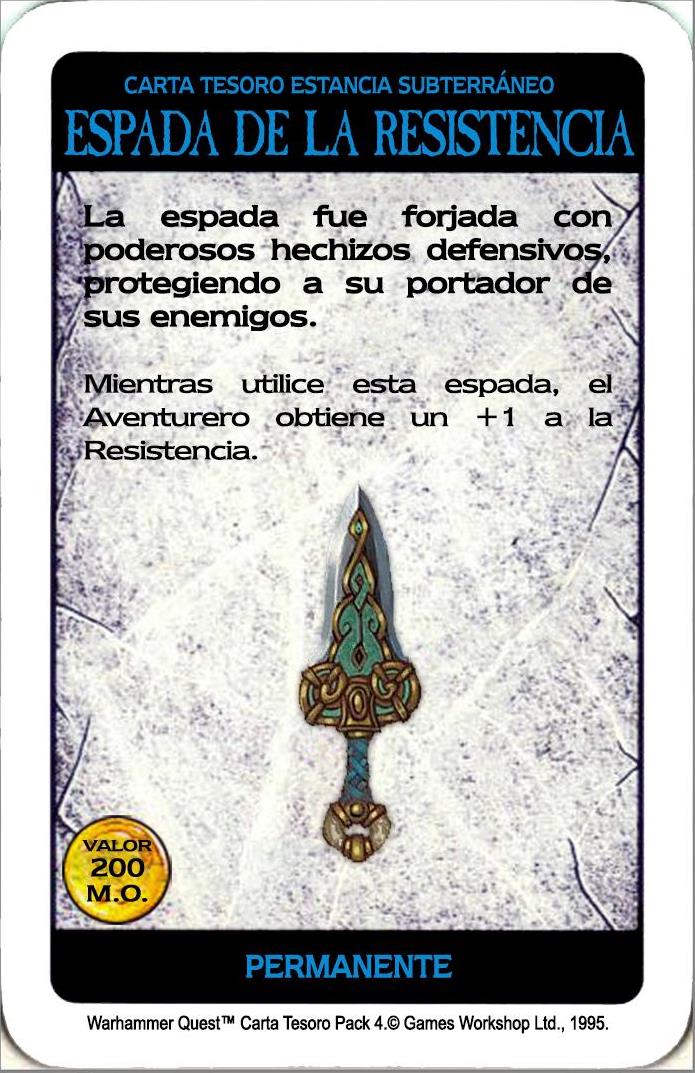 CARTA TESORO ESTANCIA SUBTERRÁNEO
ESPADA DE LA RESISTENCIA
La espada fue forjada con
poderosos hechizos defensivos,
protegiendo a su portador de
sus enemigos.
Mientras utilice esta espada, el
Aventurero obtiene un +1 a la
Resistencia.
VALOR
200
M.O.
PERMANENTE
Warhammer Quest™ Carta Tesoro Pack 4.© Games Workshop Ltd., 1995.